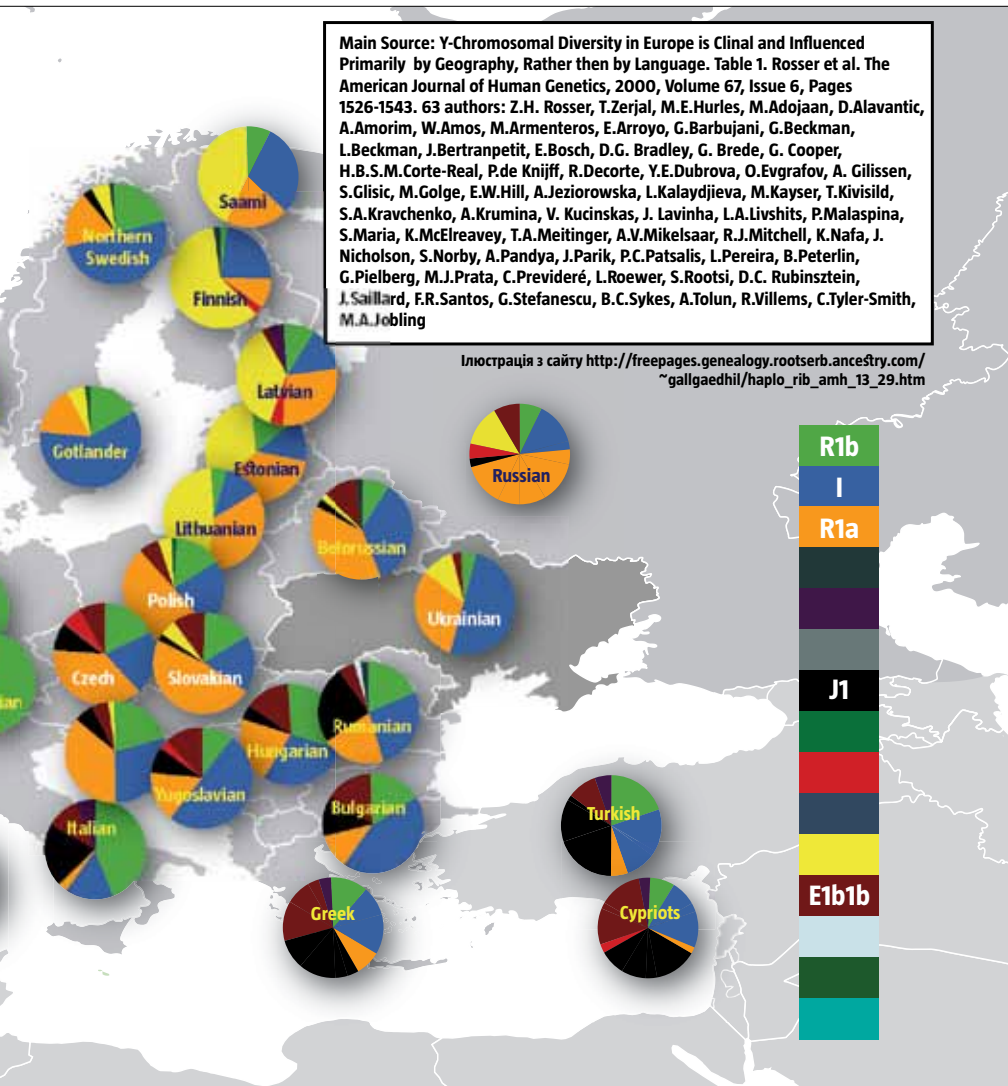 Main Source: Y-Chromosomal Diversity in Europe is Clinal and Influenced
Primarily by Geography, Rather then by Language. Table 1. Rosser et al. The
American Journal of Human Genetics, 2000, Volume 67, Issue 6, Pages
1526-1543. 63 authors: Z.H. Rosser, T.Zerjal, M.E.Hurles, M.Adojaan, D.Alavantic,
A.Amorim, W.Amos, M.Armenteros, E.Arroyo, G.Barbujani, G.Beckman,
L.Beckman, J.Bertranpetit, E.Bosch, D.G. Bradley, G. Brede, G. Cooper,
H.B.S.M.Corte-Real, P.de Knijff, R.Decorte, Y.E.Dubrova, O.Evgrafov, A. Gilissen,
S.Glisic, M.Golge, E.W.Hill, A.Jeziorowska, L.Kalaydjieva, M.Kayser, T.Kivisild,
S.A.Kravchenko, A.Krumina, V. Kucinskas, J. Lavinha, L.A.Livshits, P.Malaspina,
S.Maria, K.McElreavey, T.A.Meitinger, A.V.Mikelsaar, R.J.Mitchell, K.Nafa, J.
Nicholson, S.Norby, A.Pandya, J.Parik, P.C.Patsalis, L.Pereira, B.Peterlin,
G.Pielberg, M.J.Prata, C.Previderé, L.Roewer, S.Rootsi, D.C. Rubinsztein,
J.Saillard, F.R.Santos, G.Stefanescu, B.C.Sykes, A.Tolun, R.Villems, C.Tyler-Smith,
M.A.Jobling
Ілюстрація з сайту http://freepages.genealogy.rootserb.ancestry.com/
~gallgaedhil/haplo_rib_amh_13_29.htm
Saami
Northern
Swedish
Finnish
Latvian
Gotlander
Estonian
Russian
Lithuanian
Belorussian
Polish
Ukrainian
Czech
Slovakian
ian
Rumanian
Hungarian
Yugoslavian
Bulgarian
Italian
Turkish
Greek
Cypriots
R1b
I
R1a
J1
E1b1b